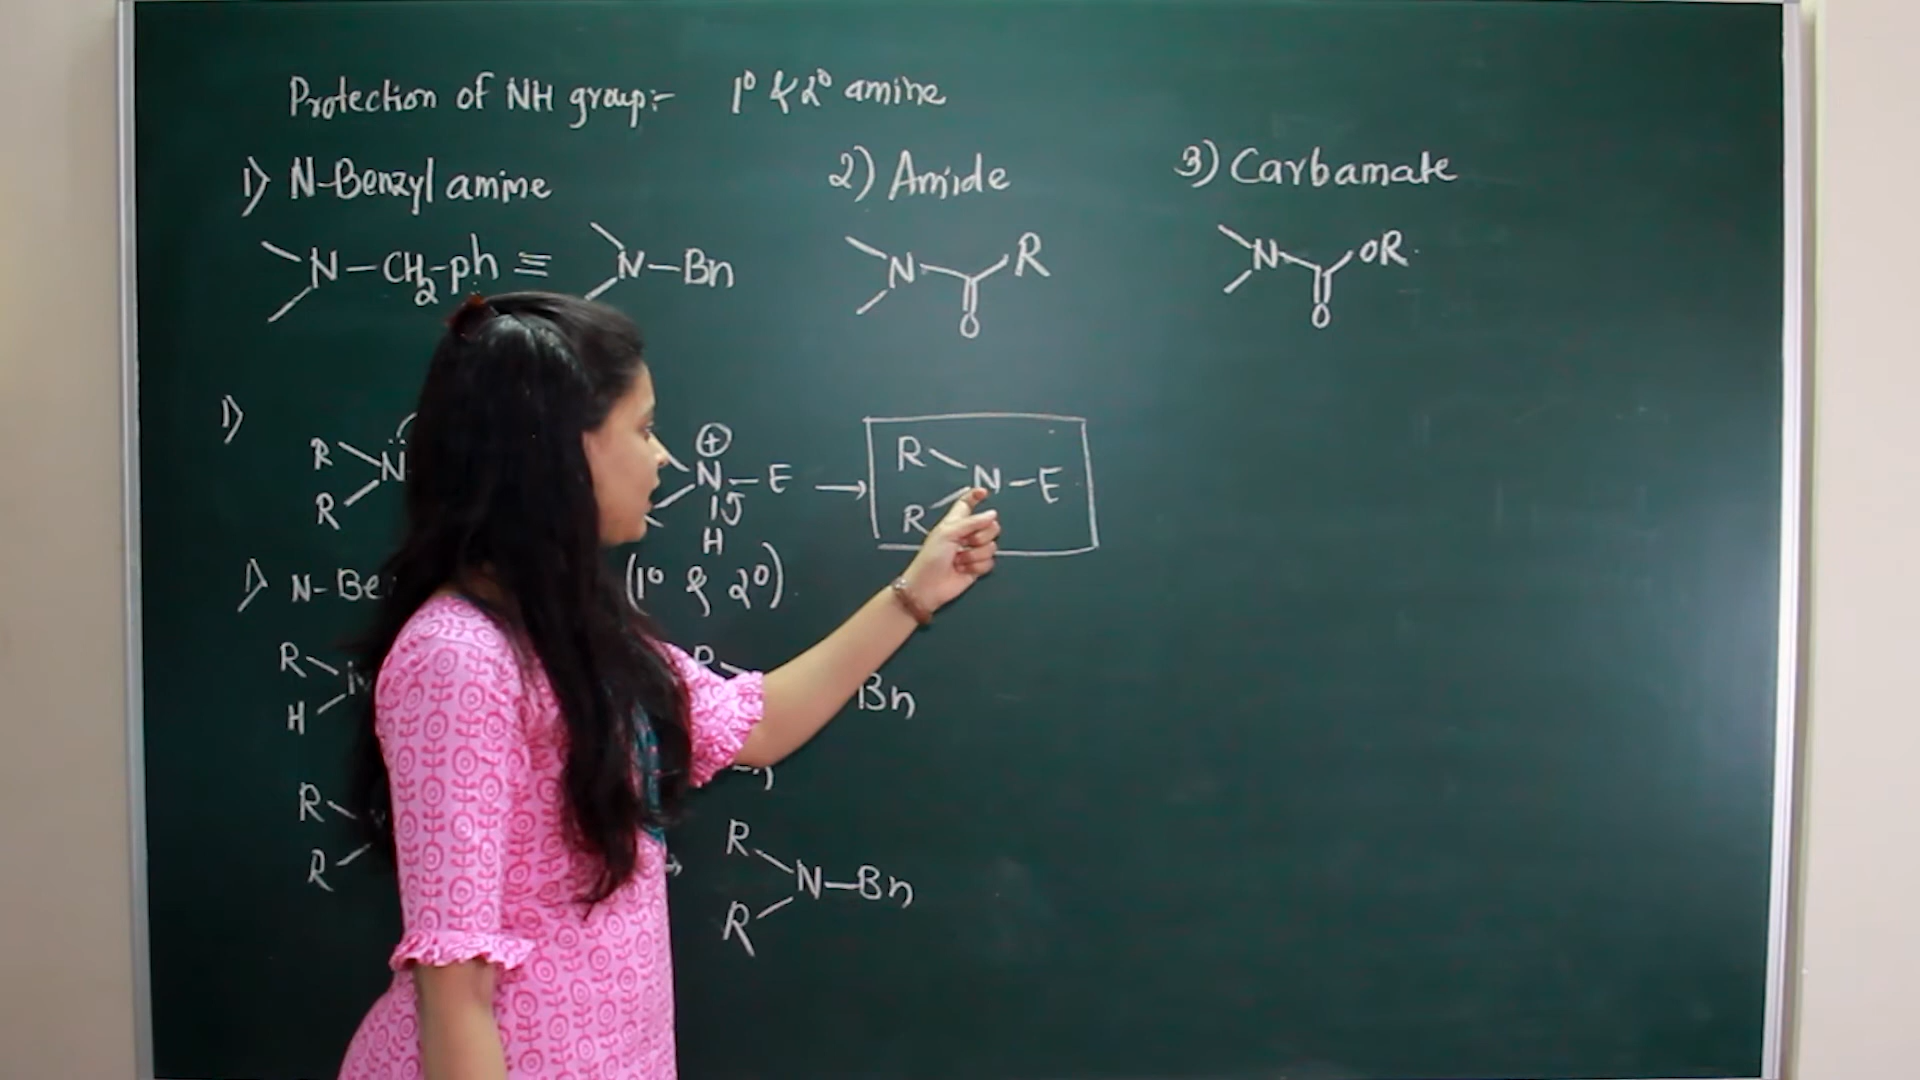 Protection of NH group:- 1° & 2° amine
1) N-Benzyl amine
2) Amide
3) Carbamate
N-CH2-ph ≡ N-Bn
N R O
N OR O
1)
R N R
⊕ N-E H
→ R N-E R
1) N-Be (1° & 2°)
R H
R Bn
R R
→ R N-Bn R